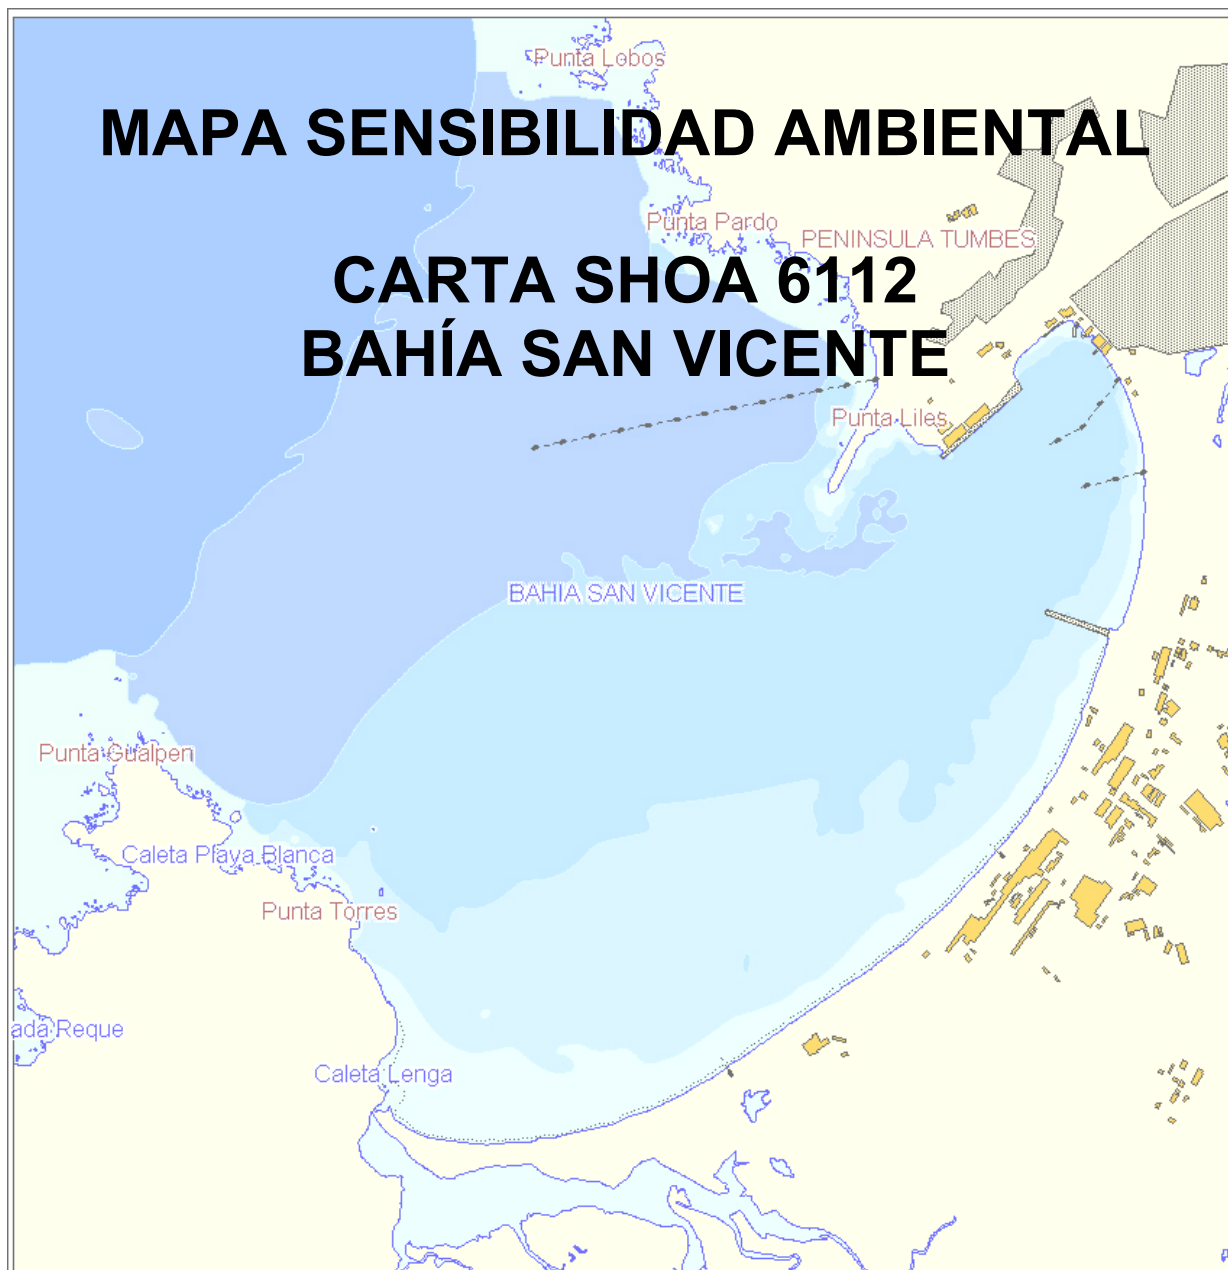 Punta Lobos
MAPA SENSIBILIDAD AMBIENTAL
Punta Pardo
PENINSULA TUMBES
CARTA SHOA 6112
BAHÍA SAN VICENTE
Punta Liles
BAHIA SAN VICENTE
Punta Gualpen
Caleta Playa Blanca
Punta Torres
ada Reque
Caleta Lenga